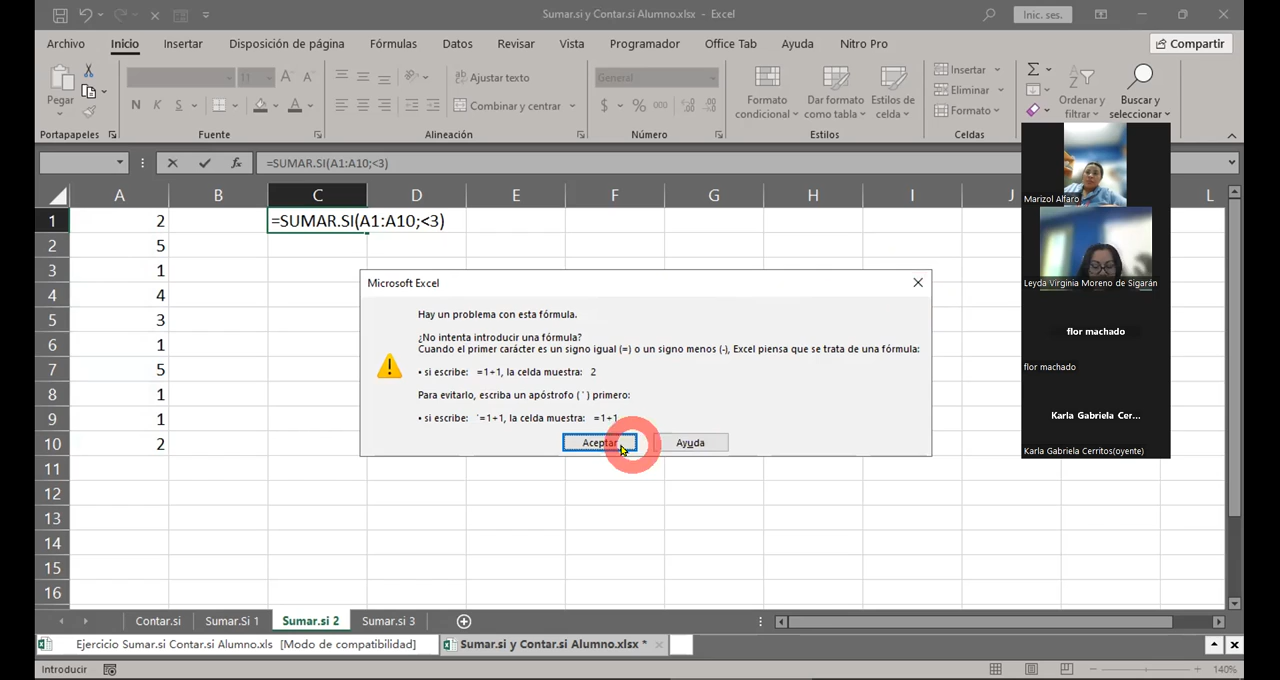 Sumar.si y Contar.si Alumno.xlsx - Excel
Inic. ses.
Archivo Inicio Insertar Disposición de página Fórmulas Datos Revisar Vista Programador Office Tab Ayuda Nitro Pro Compartir
Pegar
N K S
11 A A
A
Ajustar texto
Combinar y centrar
General
$ % 000
Formato condicional
Dar formato como tabla
Estilos de celda
Insertar
Eliminar
Formato
Ordenar y filtrar
Buscar y seleccionar
Portapapeles Fuente Alineación Número Estilos Celdas
fx =SUMAR.SI(A1:A10;<3)
A B C D E F G H I J L
1 2 =SUMAR.SI(A1:A10;<3)
2 5
3 1
4 4
5 3
6 1
7 5
8 1
9 1
10 2
11
12
13
14
15
16
Microsoft Excel
Hay un problema con esta fórmula.
¿No intenta introducir una fórmula?
Cuando el primer carácter es un signo igual (=) o un signo menos (-), Excel piensa que se trata de una fórmula:
• si escribe: =1+1, la celda muestra: 2
Para evitarlo, escriba un apóstrofo ( ' ) primero:
• si escribe: '=1+1, la celda muestra: =1+1
Aceptar Ayuda
Marizol Alfaro
Leyda Virginia Moreno de Sigarán
flor machado
flor machado
Karla Gabriela Cer...
Karla Gabriela Cerritos(oyente)
Contar.si Sumar.Si 1 Sumar.si 2 Sumar.si 3
Ejercicio Sumar.si Contar.si Alumno.xls [Modo de compatibilidad] Sumar.si y Contar.si Alumno.xlsx *
Introducir
140%